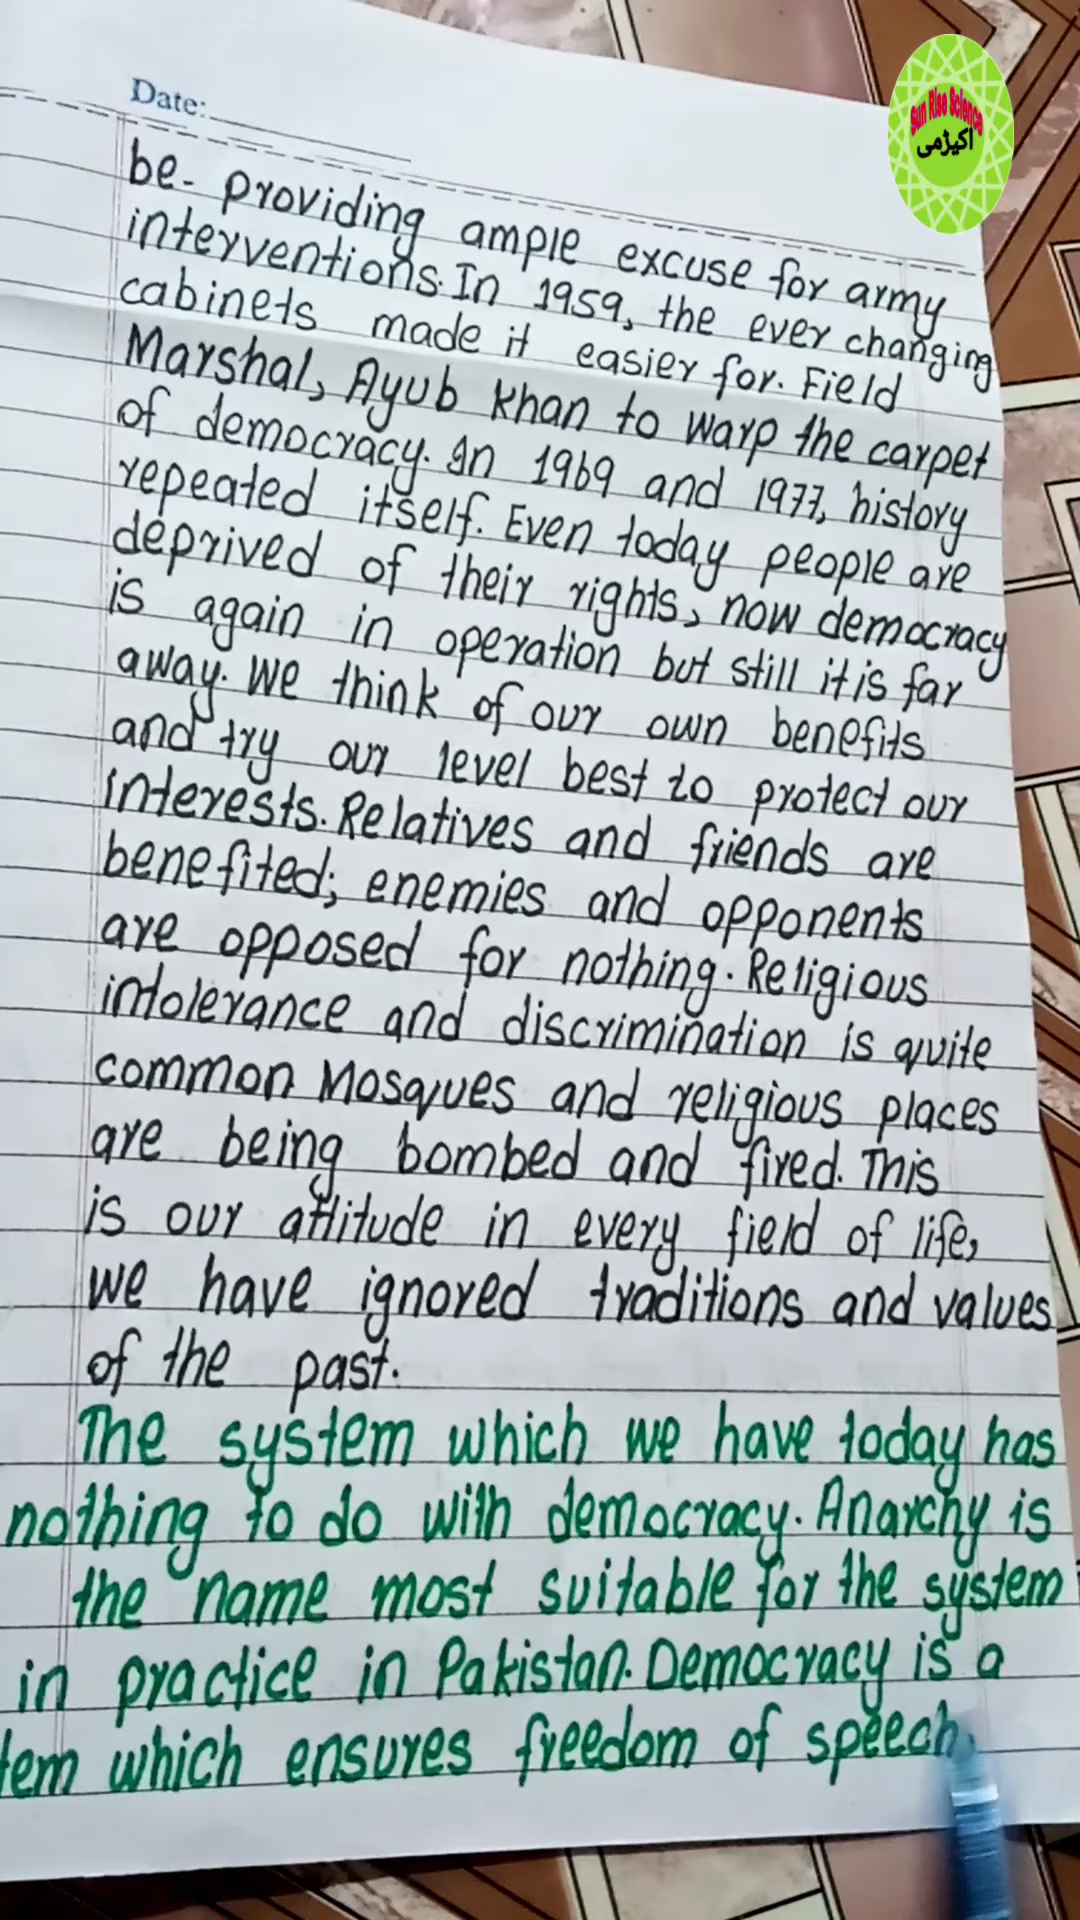 Sun Rise Science
اکیڑمی
Date:
be- providing ample excuse for army
interventions. In 1959, the ever changing
cabinets made it easier for. Field
Marshal, Ayub khan to warp the carpet
of democracy. In 1969 and 1977, history
repeated itself. Even today people are
deprived of their rights, now democracy
is again in operation but still it is far
away. We think of our own benefits
and try our level best to protect our
interests. Relatives and friends are
benefited; enemies and opponents
are opposed for nothing. Religious
intolerance and discrimination is quite
common Mosques and religious places
are being bombed and fired. This
is our attitude in every field of life,
we have ignored traditions and values
of the past.
The system which we have today has
nothing to do with democracy. Anarchy is
the name most suitable for the system
in practice in Pakistan. Democracy is a
tem which ensures freedom of speech,